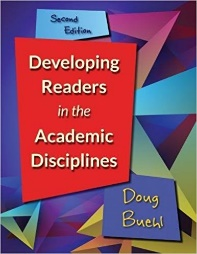 Second
Edition
Developing
Readers
in the
Academic
Disciplines
Doug
Buehl